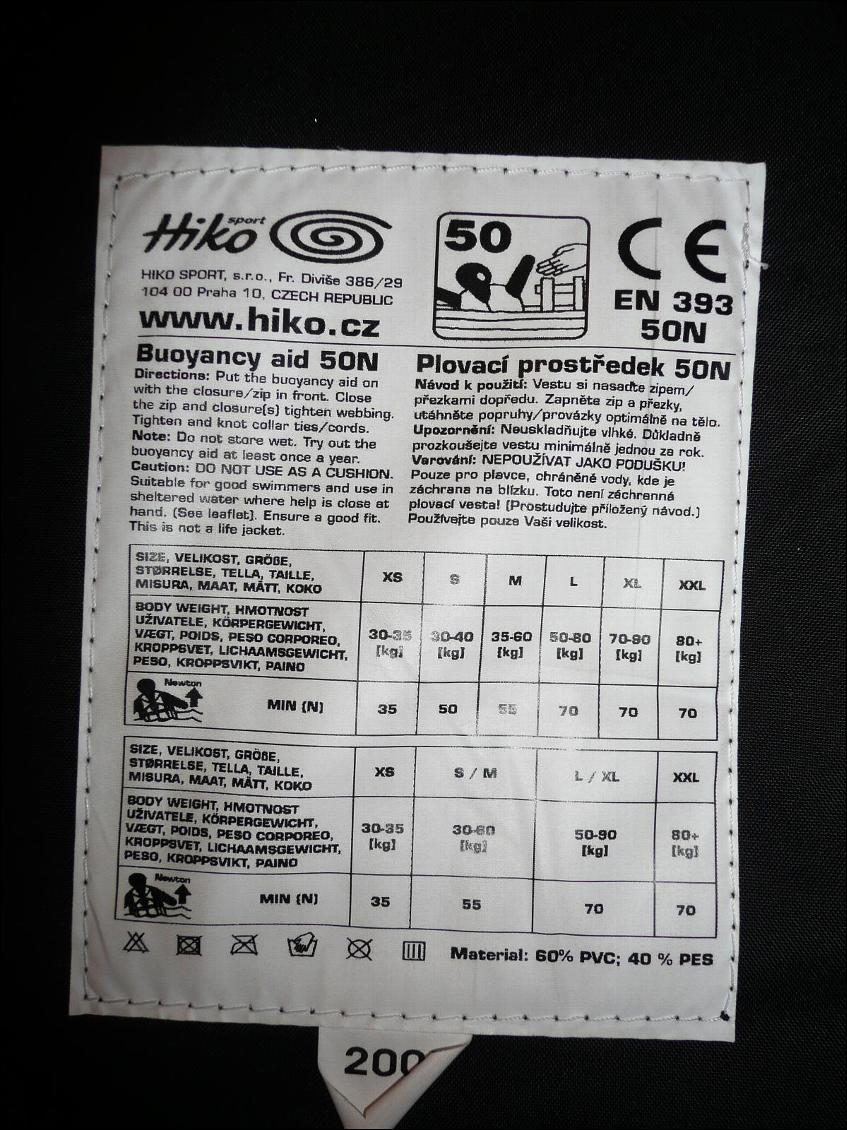 Hiko sport
HIKO SPORT, s.r.o., Fr. Diviše 386/29
104 00 Praha 10, CZECH REPUBLIC
www.hiko.cz
50
CE
EN 393
50N
Buoyancy aid 50N
Directions: Put the buoyancy aid on
with the closure/zip in front. Close
the zip and closure(s) tighten webbing.
Tighten and knot collar ties/cords.
Note: Do not store wet. Try out the
buoyancy aid at least once a year.
Caution: DO NOT USE AS A CUSHION.
Suitable for good swimmers and use in
sheltered water where help is close at
hand. (See leaflet). Ensure a good fit.
This is not a life jacket.
Plovací prostředek 50N
Návod k použití: Vestu si nasaďte zipem/
přezkami dopředu. Zapněte zip a přezky,
utáhněte popruhy/provázky optimálně na tělo.
Upozornění: Neuskladňujte vlhké. Důkladně
prozkoušejte vestu minimálně jednou za rok.
Varování: NEPOUŽÍVAT JAKO PODUŠKU!
Pouze pro plavce, chráněné vody, kde je
záchrana na blízku. Toto není záchranná
plovací vesta! (Prostudujte přiložený návod.)
Používejte pouze Vaši velikost.
SIZE, VELIKOST, GRÖßE,
STØRRELSE, TELLA, TAILLE,
MISURA, MAAT, MÅTT, KOKO
XS S M L XL XXL
BODY WEIGHT, HMOTNOST
UŽIVATELE, KÖRPERGEWICHT,
VÆGT, POIDS, PESO CORPOREO,
KROPPSVET, LICHAAMSGEWICHT,
PESO, KROPPSVIKT, PAINO
30-35 30-40 35-60 50-80 70-90 80+
[kg] [kg] [kg] [kg] [kg] [kg]
Newton
MIN (N) 35 50 55 70 70 70
SIZE, VELIKOST, GRÖßE,
STØRRELSE, TELLA, TAILLE,
MISURA, MAAT, MÅTT, KOKO
XS S / M L / XL XXL
BODY WEIGHT, HMOTNOST
UŽIVATELE, KÖRPERGEWICHT,
VÆGT, POIDS, PESO CORPOREO,
KROPPSVET, LICHAAMSGEWICHT,
PESO, KROPPSVIKT, PAINO
30-35 30-60 50-90 80+
[kg] [kg] [kg] [kg]
Newton
MIN (N) 35 55 70 70
Material: 60% PVC; 40 % PES